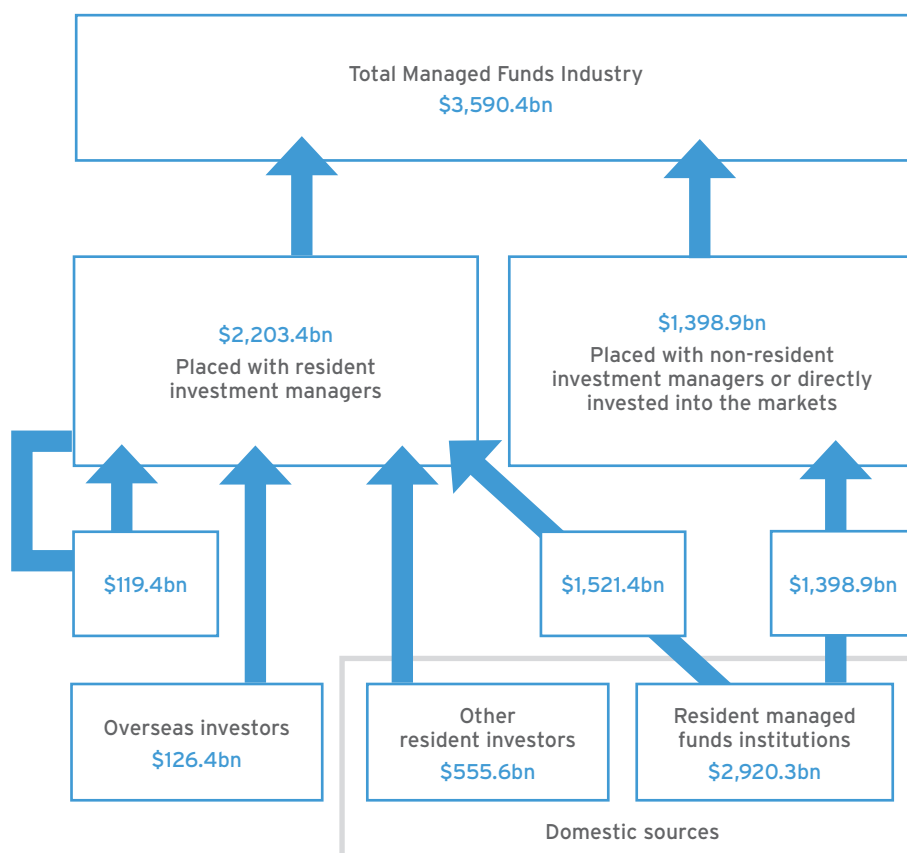 Total Managed Funds Industry
$3,590.4bn
$2,203.4bn
Placed with resident
investment managers
$1,398.9bn
Placed with non-resident
investment managers or directly
invested into the markets
$119.4bn
$1,521.4bn
$1,398.9bn
Overseas investors
$126.4bn
Other
resident investors
$555.6bn
Resident managed
funds institutions
$2,920.3bn
Domestic sources